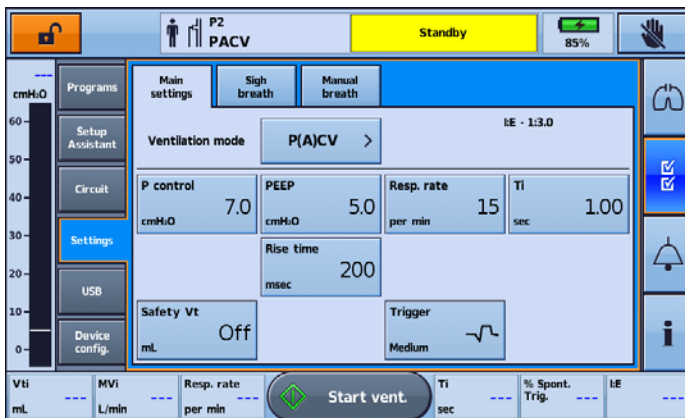 P2
PACV
Standby
85%
---
cmH₂O
60
50
40
30
20
10
0
Programs
Setup
Assistant
Circuit
Settings
USB
Device
config.
Main
settings
Sigh
breath
Manual
breath
I:E - 1:3.0
Ventilation mode
P(A)CV >
P control
7.0
cmH₂O
PEEP
5.0
cmH₂O
Resp. rate
15
per min
Ti
1.00
sec
Rise time
200
msec
Safety Vt
Off
mL
Trigger
Medium
i
Vti
---
mL
MVi
---
L/min
Resp. rate
per min
Start vent.
Ti
---
sec
% Spont.
Trig. ---
I:E
---